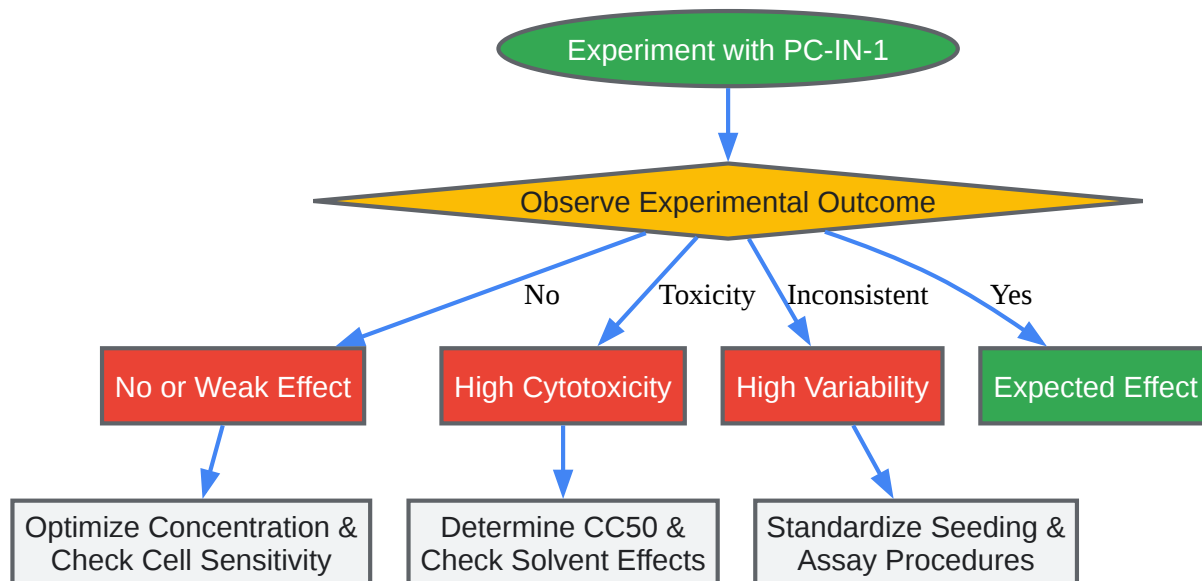 Experiment with PC-IN-1
Observe Experimental Outcome
No
Toxicity
Inconsistent
Yes
No or Weak Effect
High Cytotoxicity
High Variability
Expected Effect
Optimize Concentration &
Check Cell Sensitivity
Determine CC50 &
Check Solvent Effects
Standardize Seeding &
Assay Procedures